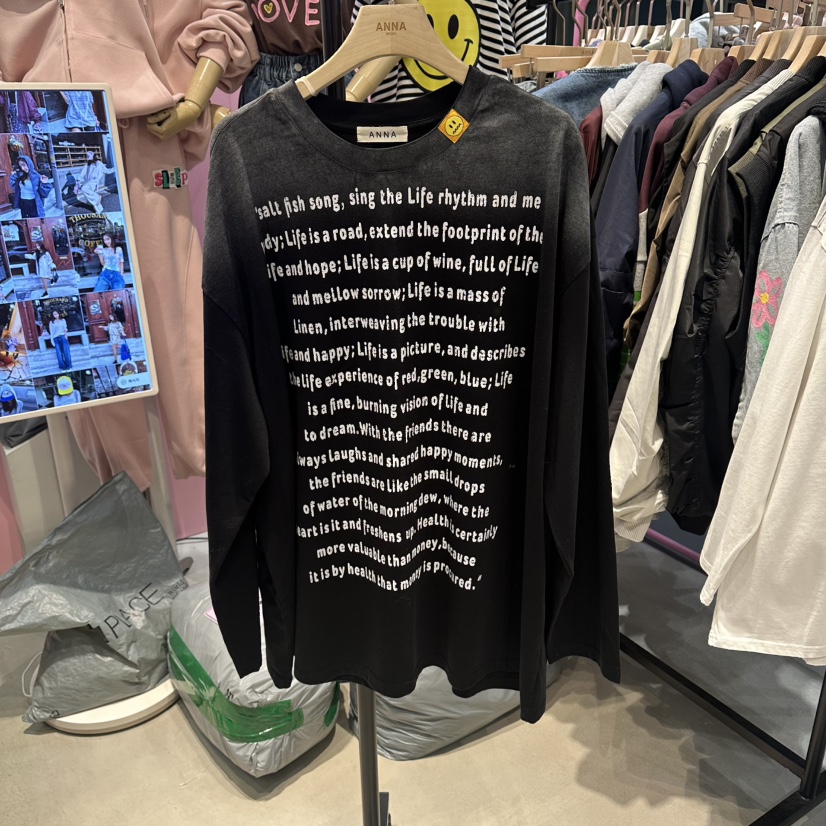 LOVE
ANNA
ANNA
"salt fish song, sing the Life rhythm and me
ody; Life is a road, extend the footprint of the
ife and hope; Life is a cup of wine, full of Life
and mellow sorrow; Life is a mass of
Linen, interweaving the trouble with
ife and happy; Life is a picture, and describes
the life experience of red, green, blue; Life
is a fine, burning vision of Life and
to dream. With the friends there are
lways laughs and shared happy moments,
the friends are like the small drops
of water of the morning dew, where the
eart is it and freshens up. Health is certainly
more valuable than money, because
it is by health that money is procured."
THOUSAND
PACE